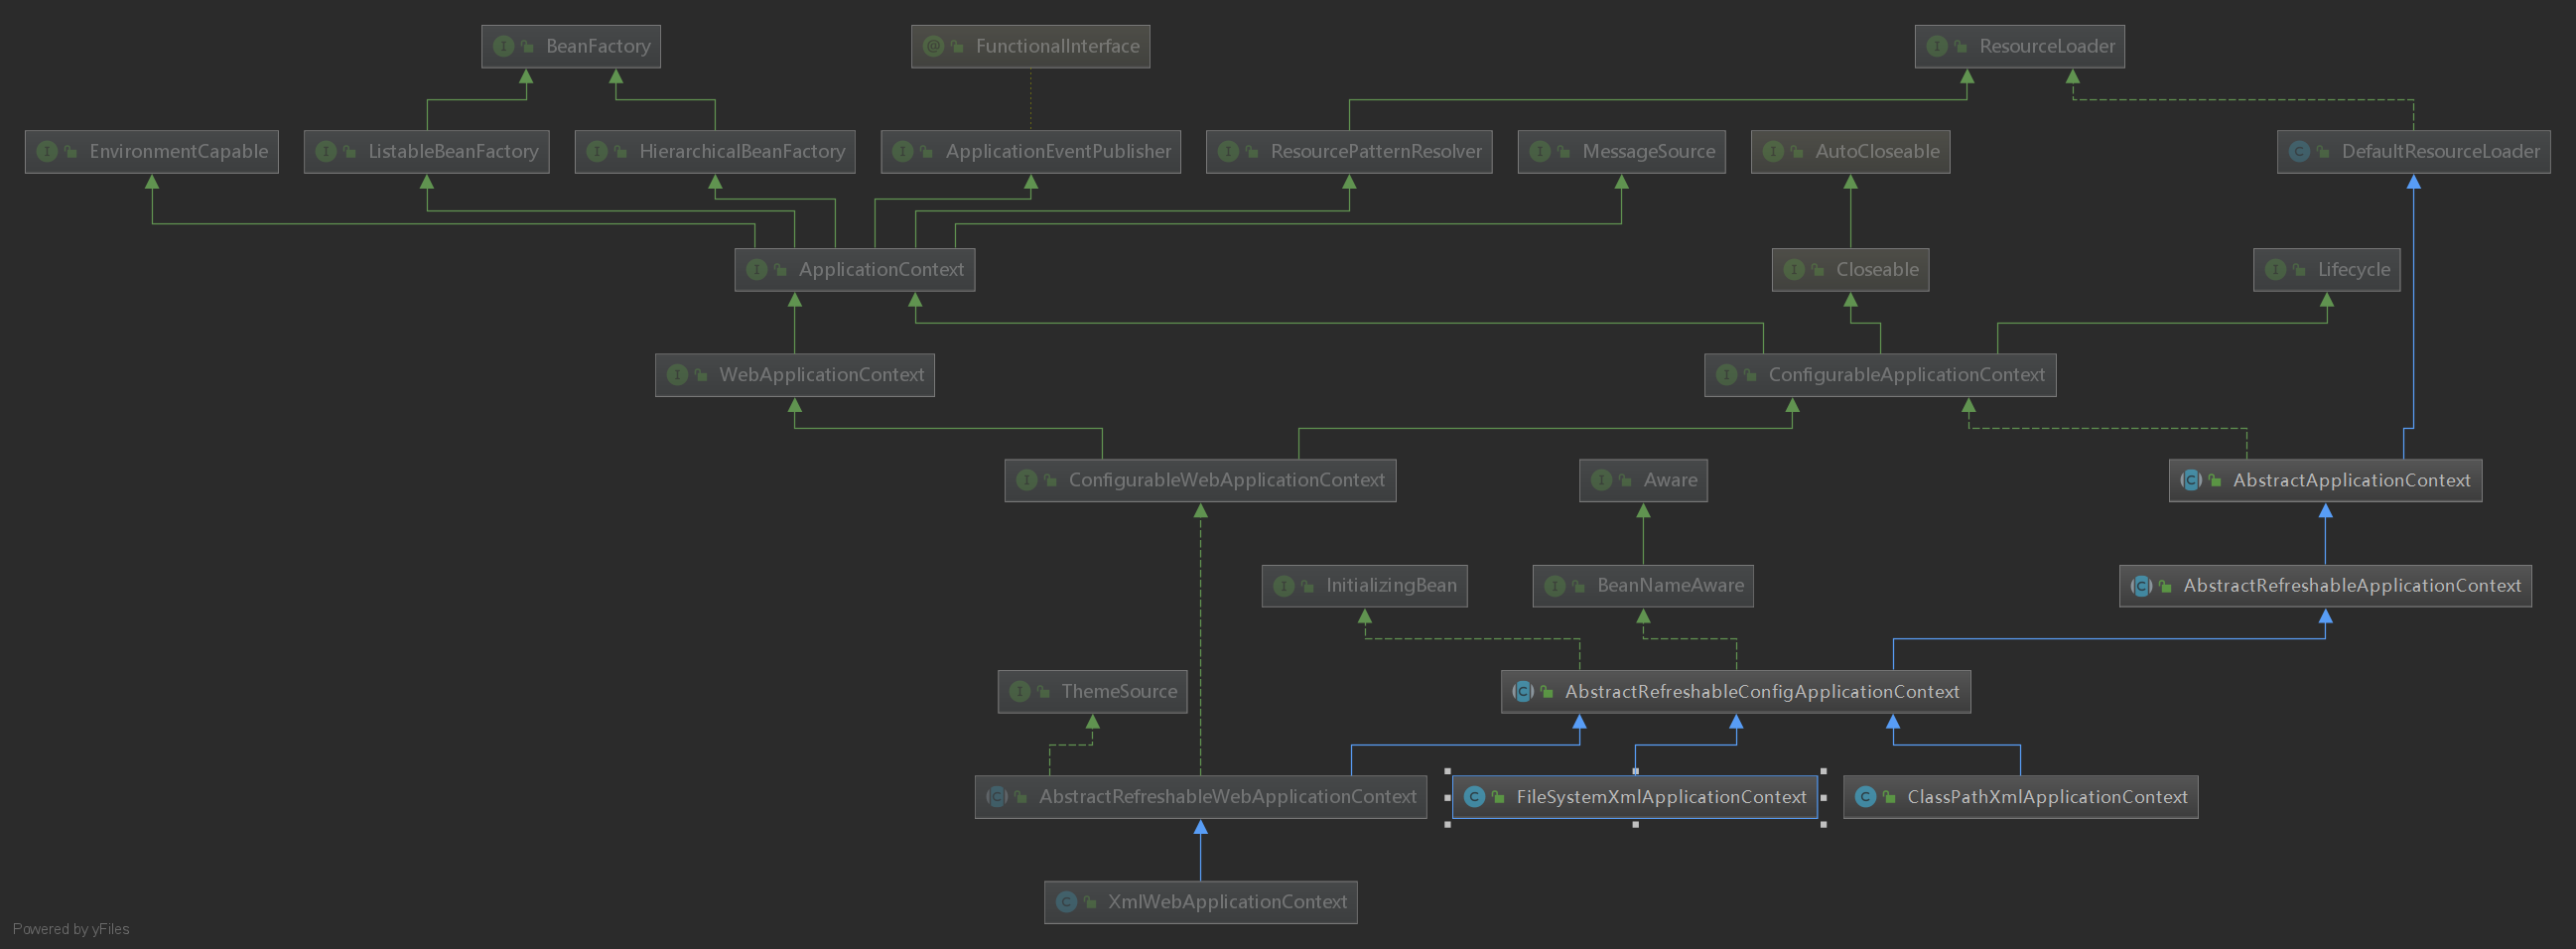 BeanFactory
FunctionalInterface
ResourceLoader
EnvironmentCapable
ListableBeanFactory
HierarchicalBeanFactory
ApplicationEventPublisher
ResourcePatternResolver
MessageSource
AutoCloseable
DefaultResourceLoader
ApplicationContext
Closeable
Lifecycle
WebApplicationContext
ConfigurableApplicationContext
ConfigurableWebApplicationContext
Aware
AbstractApplicationContext
InitializingBean
BeanNameAware
AbstractRefreshableApplicationContext
ThemeSource
AbstractRefreshableConfigApplicationContext
AbstractRefreshableWebApplicationContext
FileSystemXmlApplicationContext
ClassPathXmlApplicationContext
XmlWebApplicationContext
Powered by yFiles